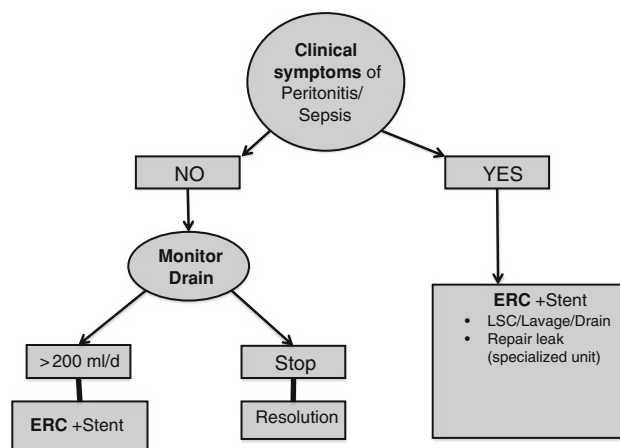 Clinical
symptoms of
Peritonitis/
Sepsis
NO
YES
Monitor
Drain
ERC +Stent
• LSC/Lavage/Drain
• Repair leak
(specialized unit)
>200 ml/d
Stop
ERC +Stent
Resolution